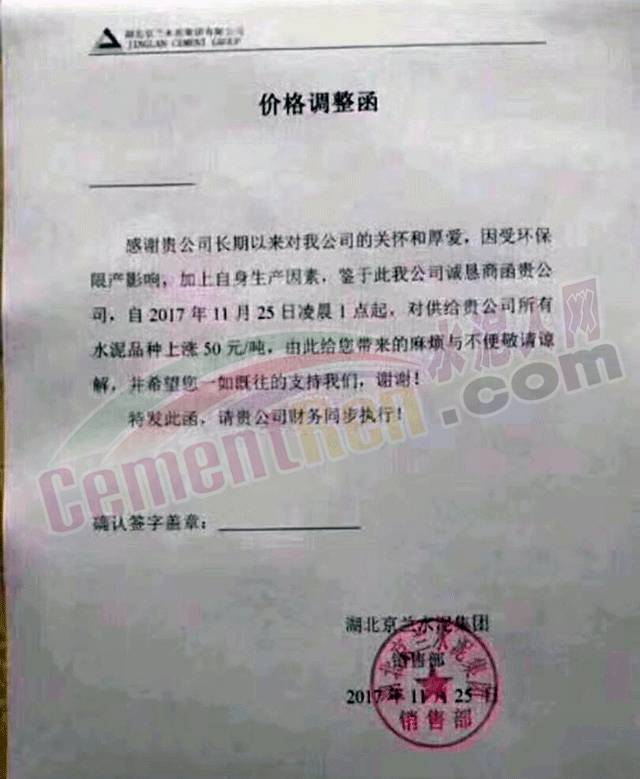 湖北京兰水泥集团有限公司
JINGLAN CEMENT GROUP
价格调整函
感谢贵公司长期以来对我公司的关怀和厚爱，因受环保
限产影响，加上自身生产因素，鉴于此我公司诚恳商函贵公
司，自 2017 年 11 月 25 日凌晨 1 点起，对供给贵公司所有
水泥品种上涨 50 元/吨，由此给您带来的麻烦与不便敬请谅
解，并希望您一如既往的支持我们，谢谢！
特发此函，请贵公司财务同步执行！
水泥人网
Cementren.com
确认签字盖章：
湖北京兰水泥集团
销售部
2017 年 11 月 25 日
湖北京兰水泥集团
销售部